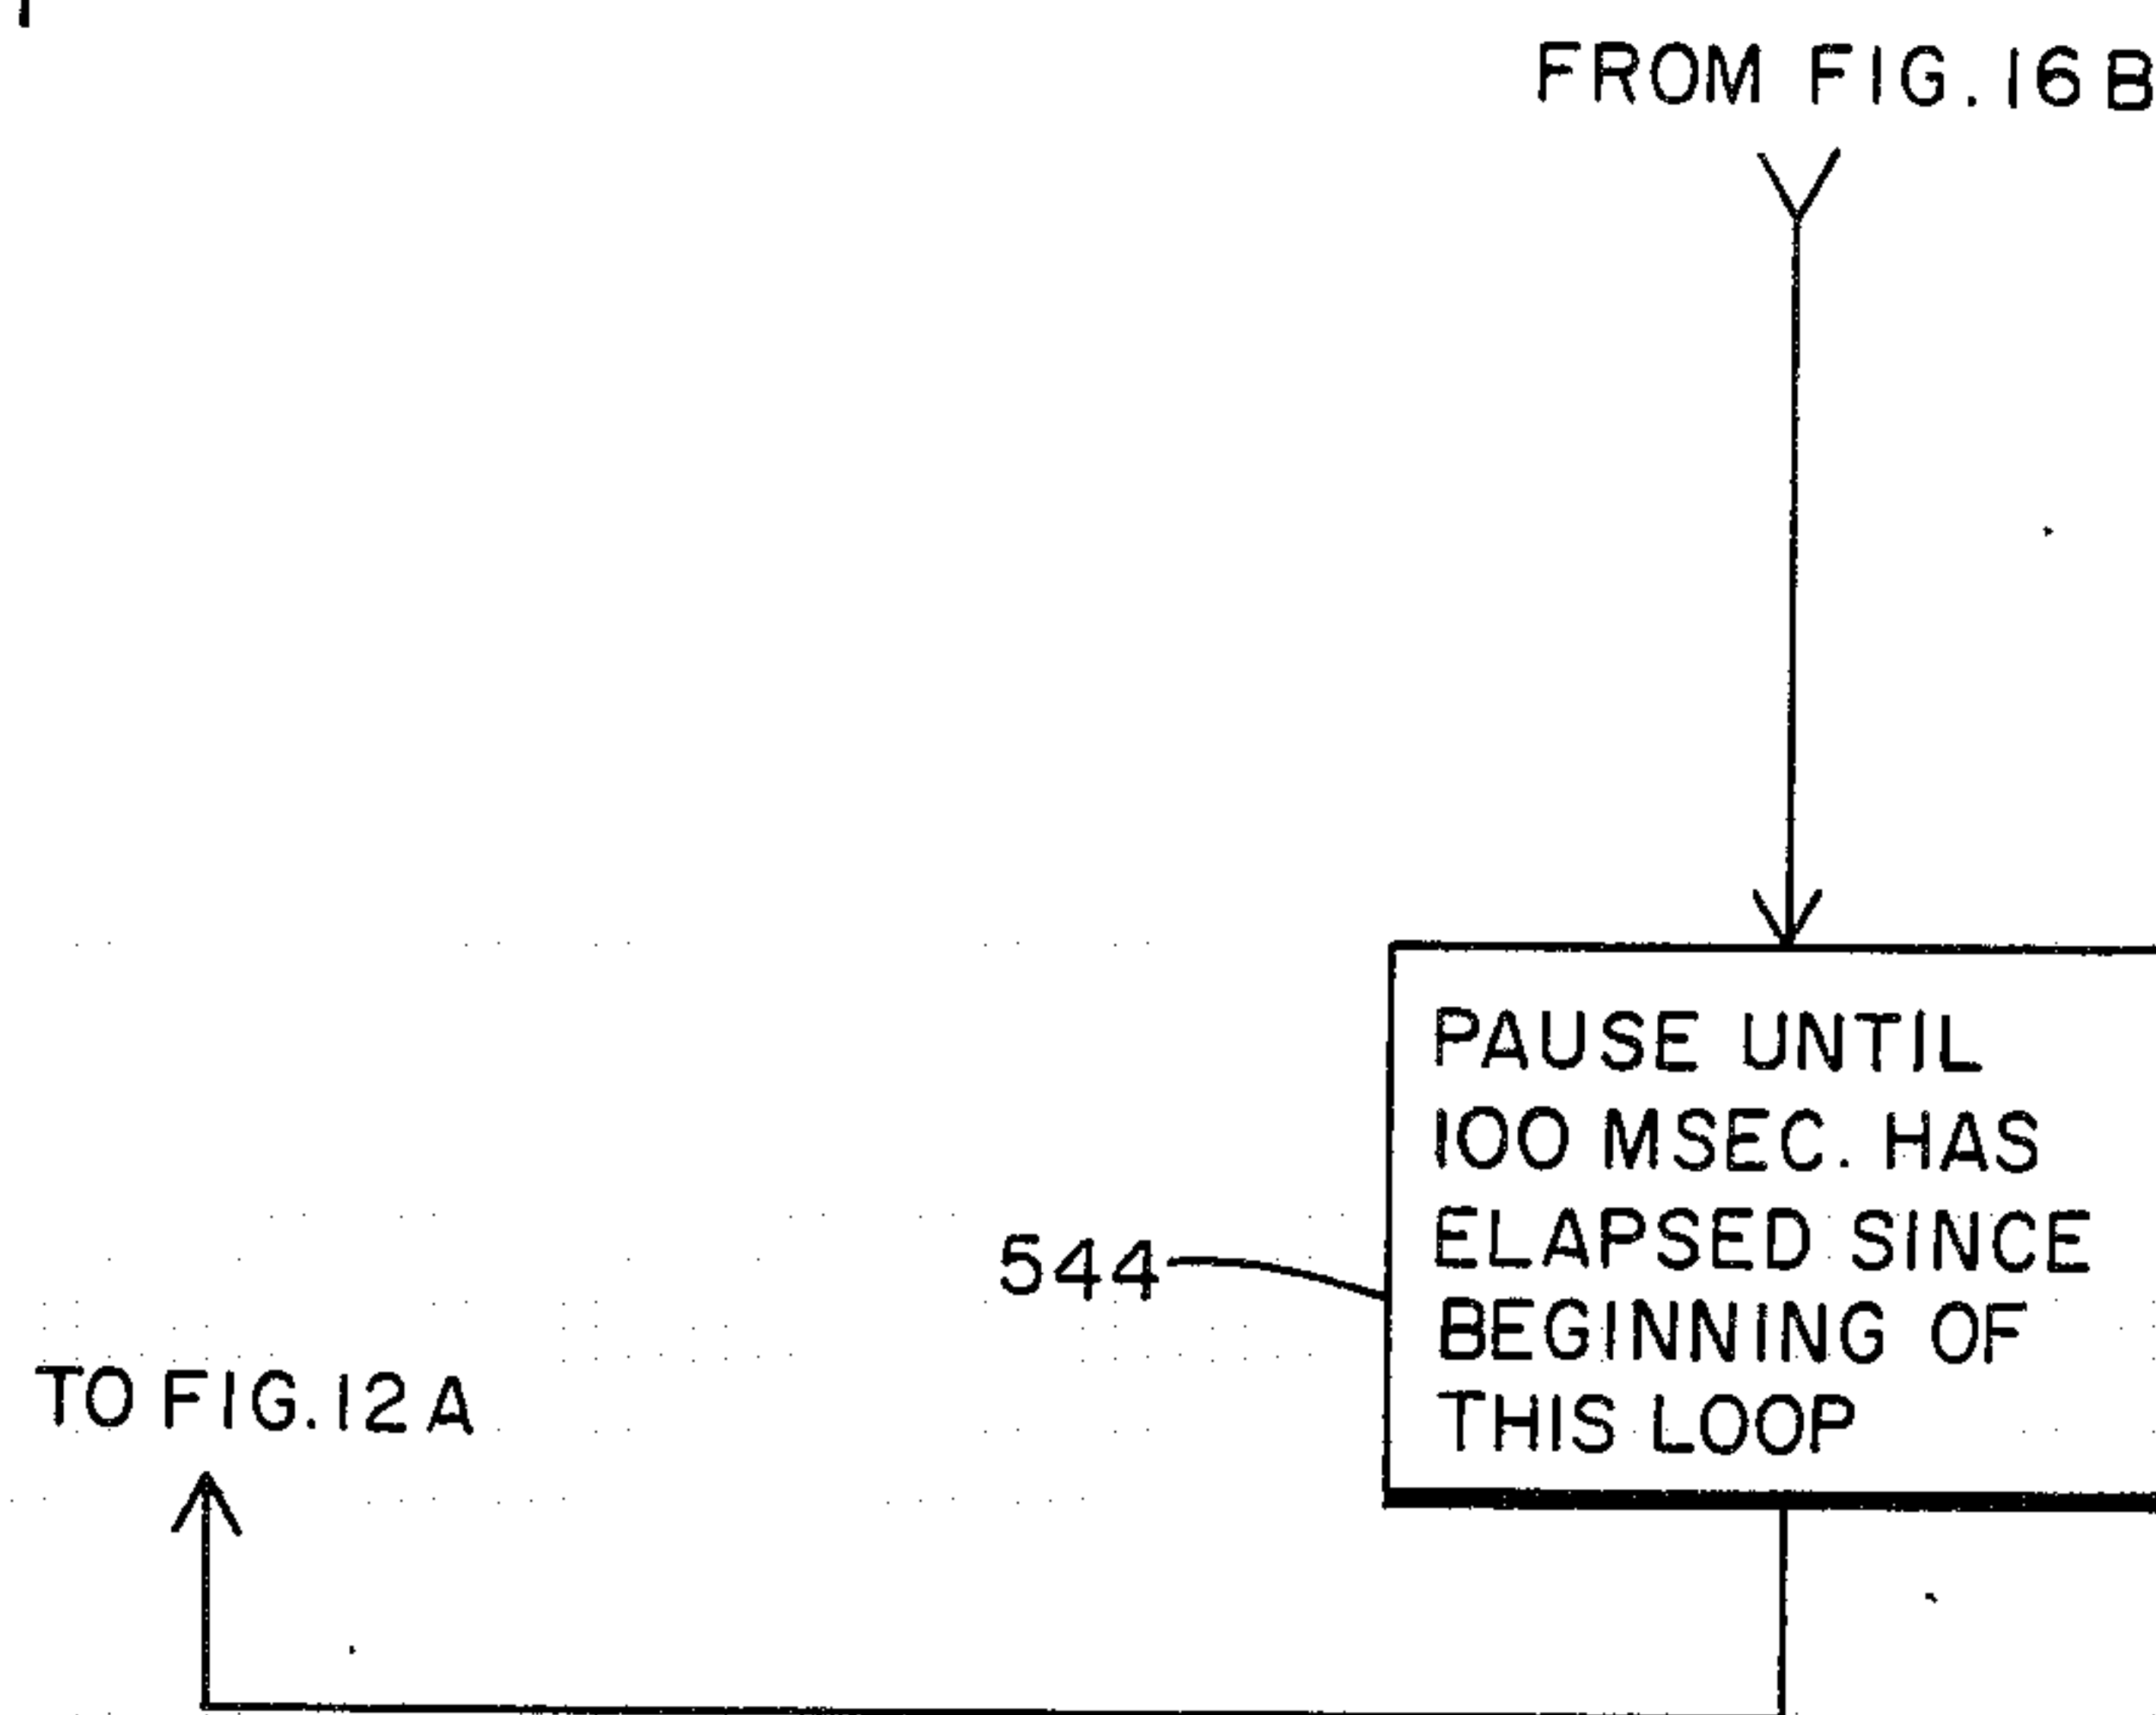 FROM FIG. 16B
PAUSE UNTIL
100 MSEC. HAS
ELAPSED SINCE
BEGINNING OF
THIS LOOP
544
TO FIG. 12A